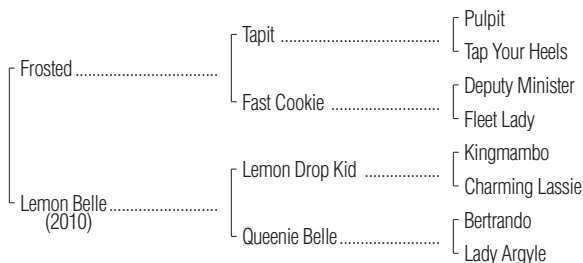 Pulpit
Tapit
Tap Your Heels
Frosted
Deputy Minister
Fast Cookie
Fleet Lady
Kingmambo
Lemon Drop Kid
Charming Lassie
Lemon Belle
(2010)
Bertrando
Queenie Belle
Lady Argyle